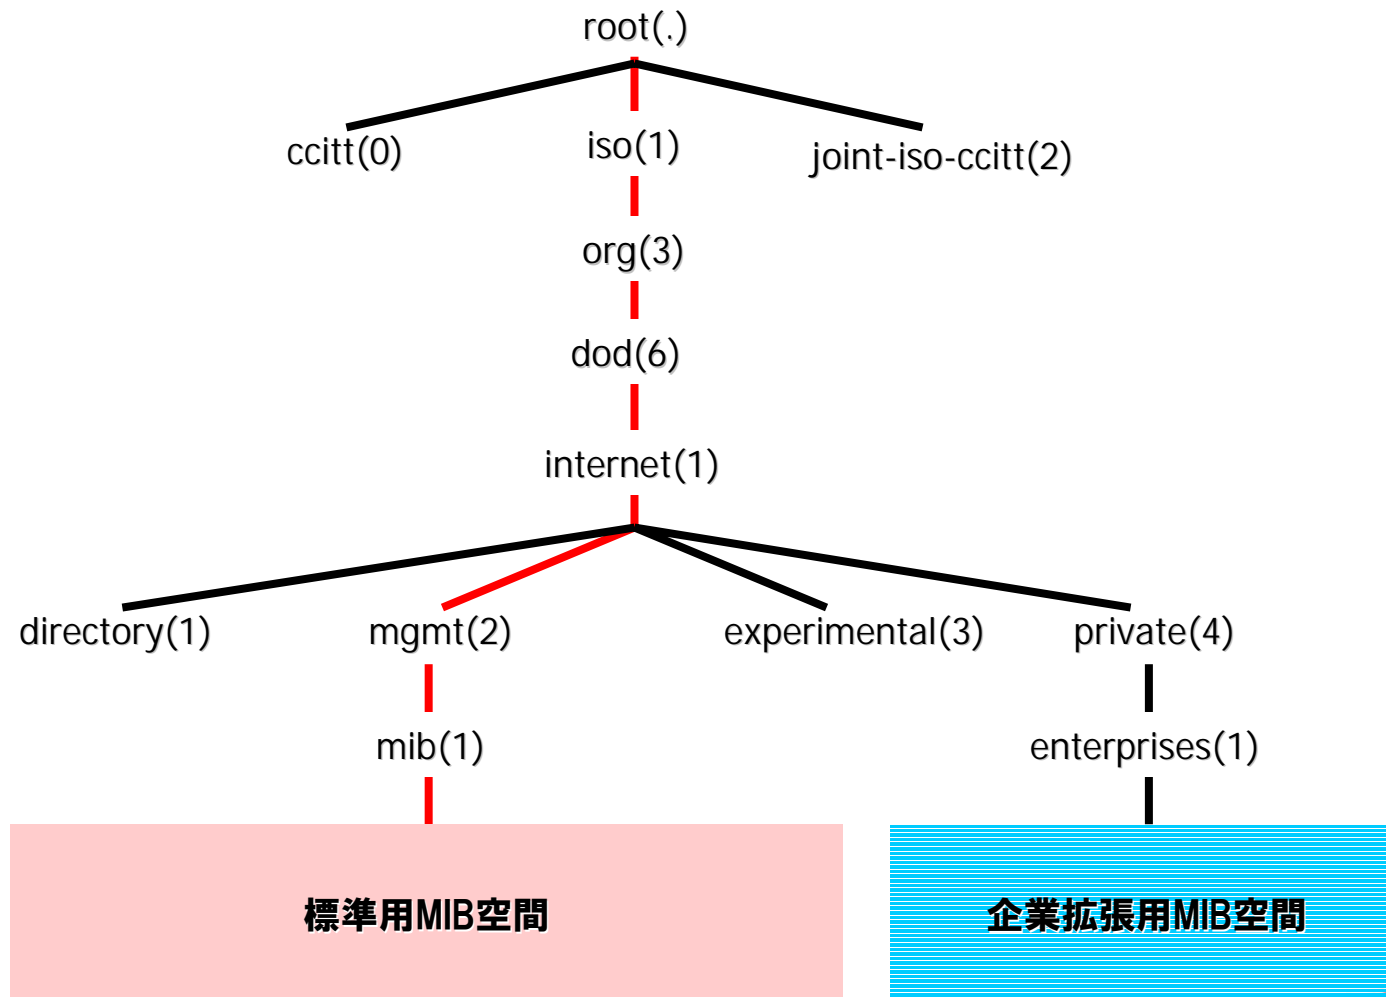 root(.)
ccitt(0)
iso(1)
joint-iso-ccitt(2)
org(3)
dod(6)
internet(1)
directory(1)
mgmt(2)
experimental(3)
private(4)
mib(1)
enterprises(1)
標準用MIB空間
企業拡張用MIB空間